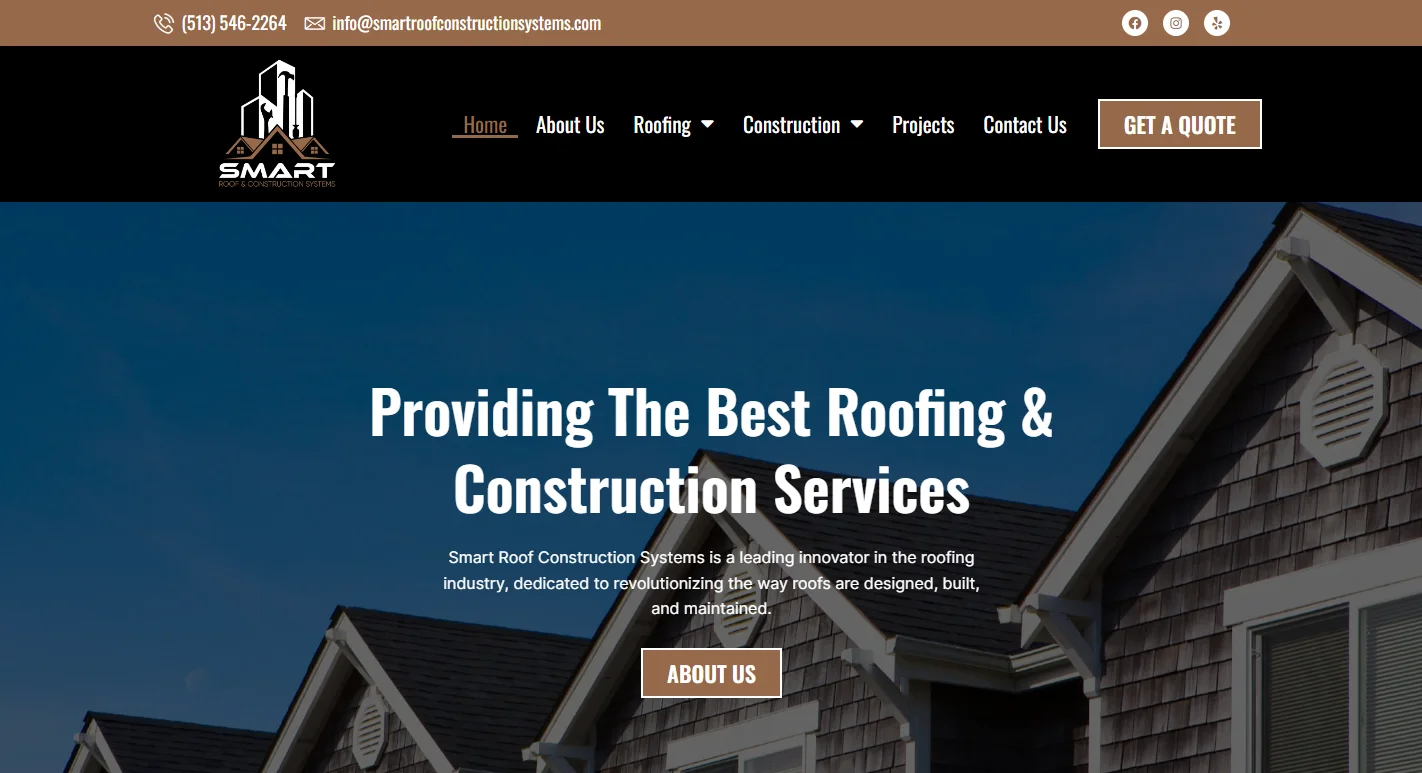 (513) 546-2264 info@smartroofconstructionsystems.com
SMART
ROOF & CONSTRUCTION SYSTEMS
Home About Us Roofing Construction Projects Contact Us GET A QUOTE
Providing The Best Roofing &
Construction Services
Smart Roof Construction Systems is a leading innovator in the roofing
industry, dedicated to revolutionizing the way roofs are designed, built,
and maintained.
ABOUT US